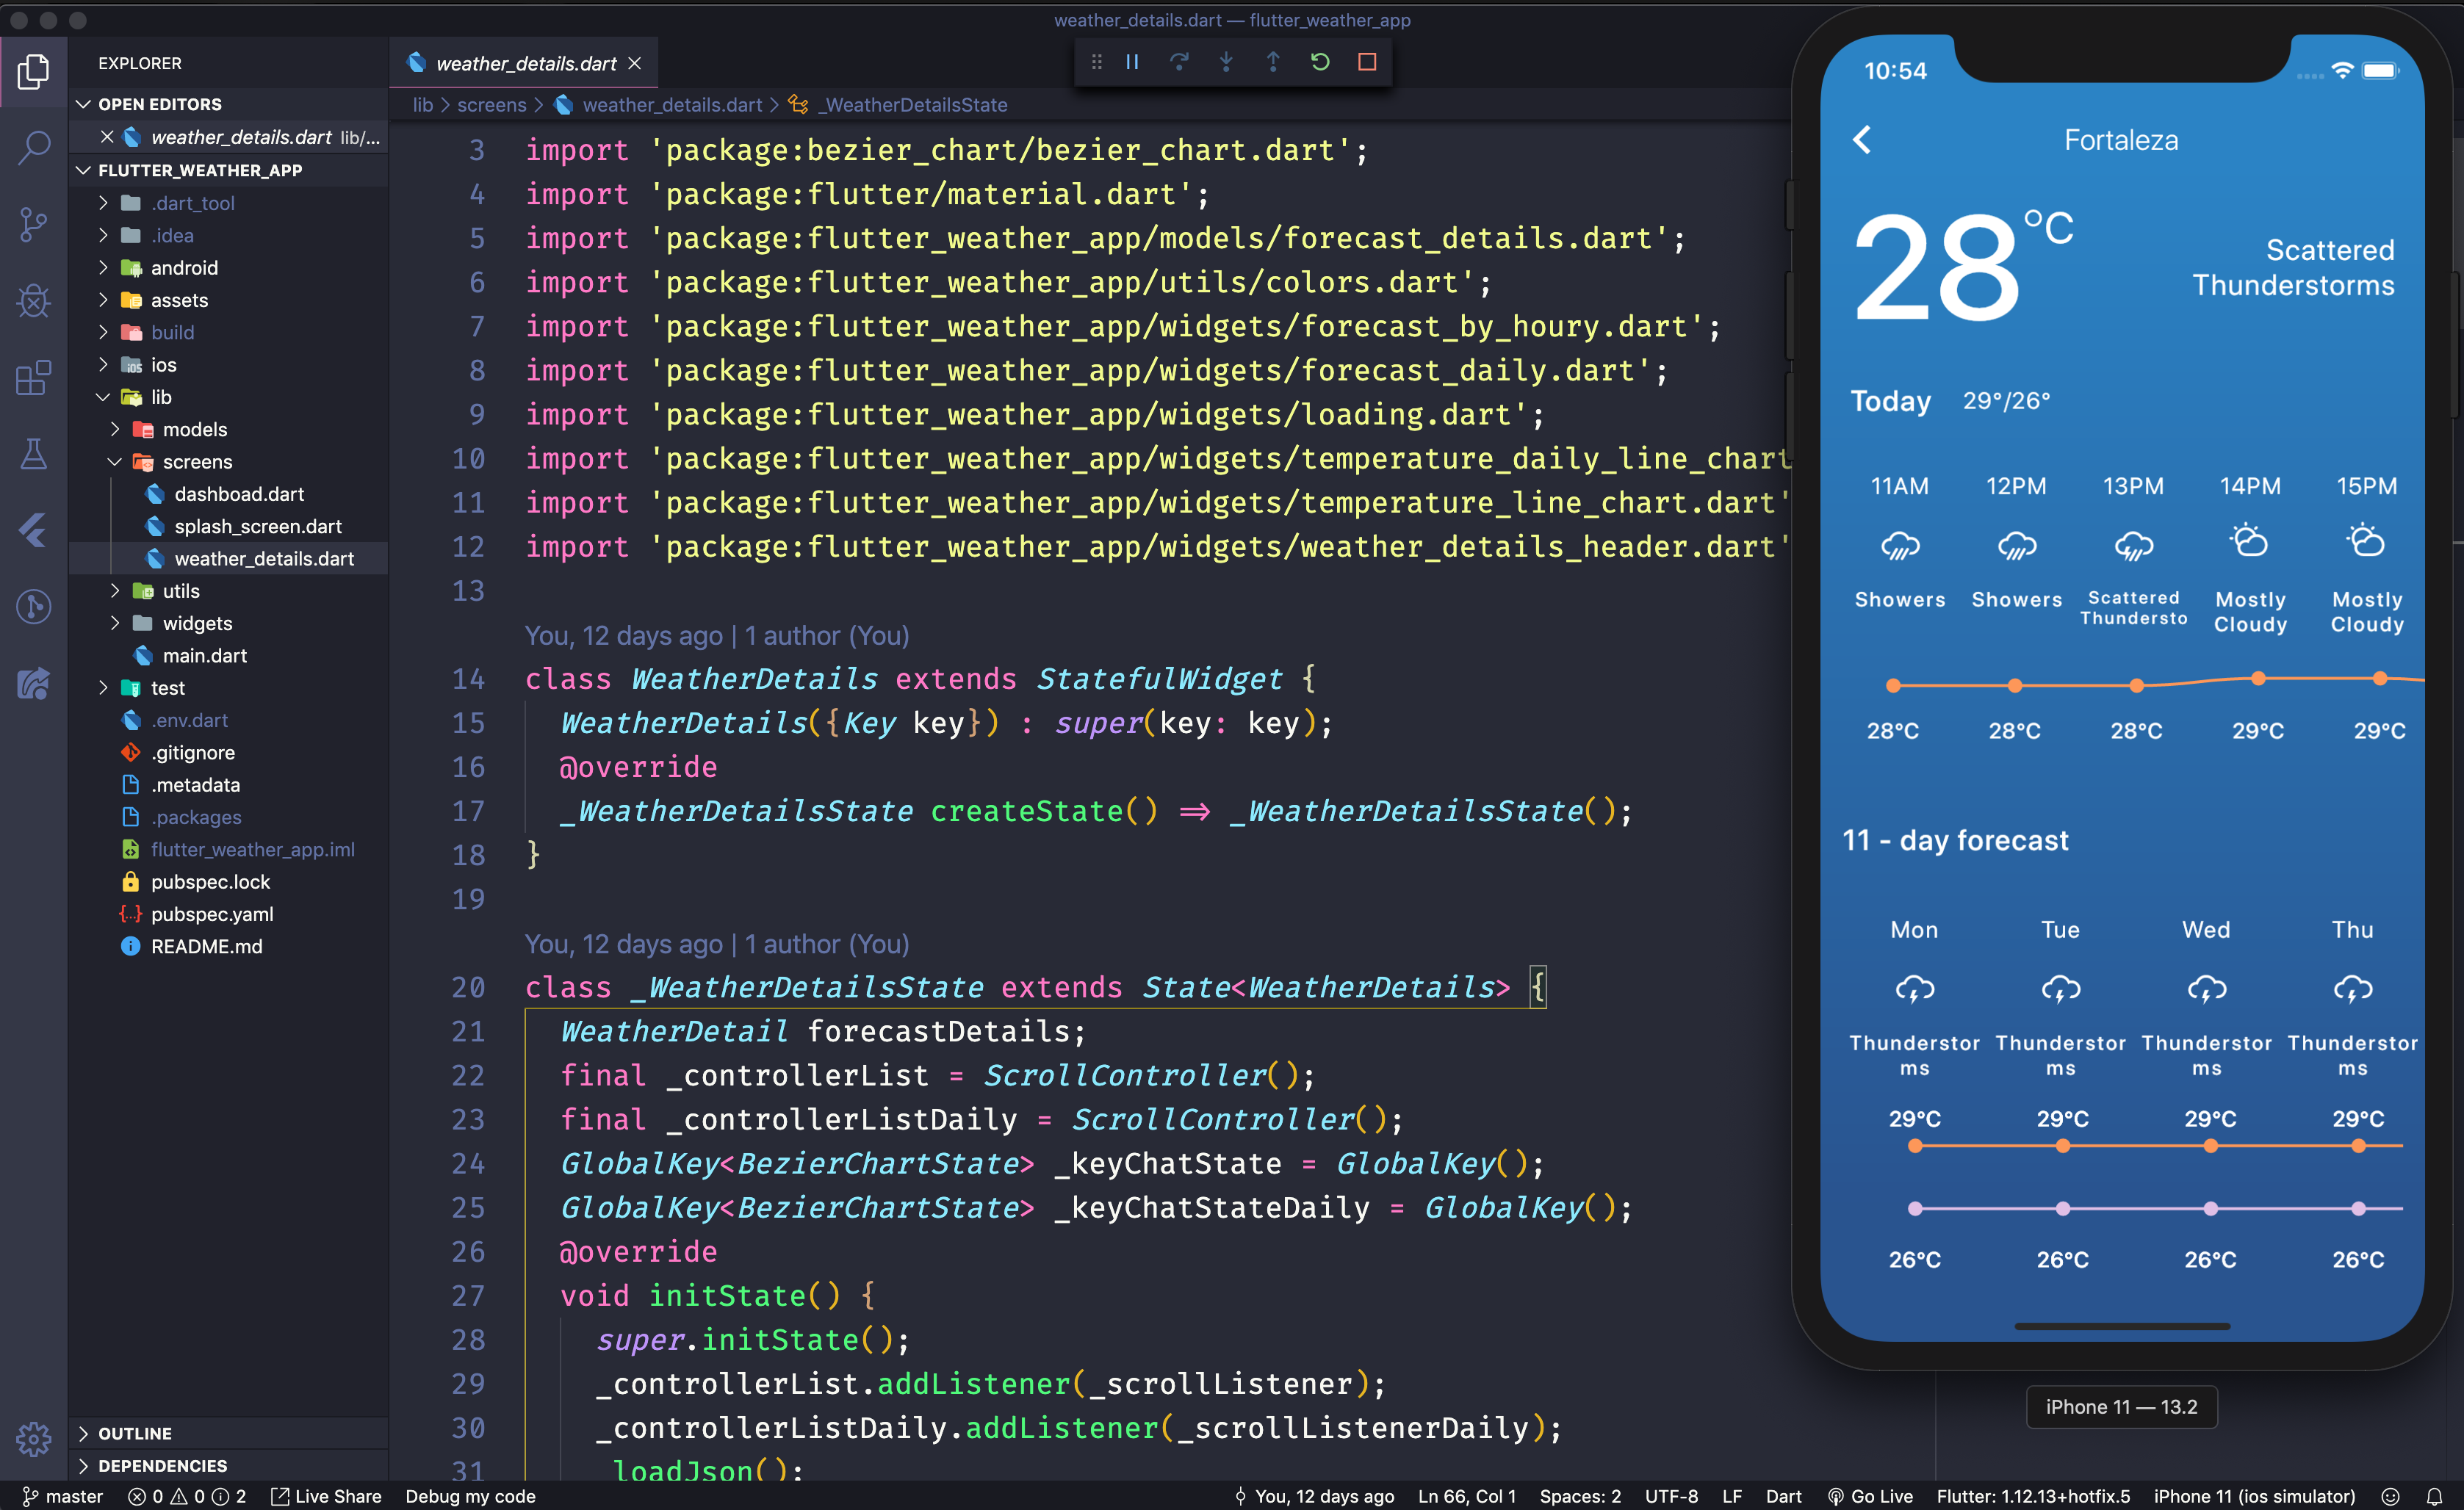 weather_details.dart — flutter_weather_app
EXPLORER
OPEN EDITORS
weather_details.dart lib/...
FLUTTER_WEATHER_APP
.dart_tool
.idea
android
assets
build
ios
lib
models
screens
dashboad.dart
splash_screen.dart
weather_details.dart
utils
widgets
main.dart
test
.env.dart
.gitignore
.metadata
.packages
flutter_weather_app.iml
pubspec.lock
pubspec.yaml
README.md
OUTLINE
DEPENDENCIES
weather_details.dart
lib > screens > weather_details.dart > _WeatherDetailsState
3 import 'package:bezier_chart/bezier_chart.dart';
4 import 'package:flutter/material.dart';
5 import 'package:flutter_weather_app/models/forecast_details.dart';
6 import 'package:flutter_weather_app/utils/colors.dart';
7 import 'package:flutter_weather_app/widgets/forecast_by_houry.dart';
8 import 'package:flutter_weather_app/widgets/forecast_daily.dart';
9 import 'package:flutter_weather_app/widgets/loading.dart';
10 import 'package:flutter_weather_app/widgets/temperature_daily_line_chart
11 import 'package:flutter_weather_app/widgets/temperature_line_chart.dart'
12 import 'package:flutter_weather_app/widgets/weather_details_header.dart'
13
You, 12 days ago | 1 author (You)
14 class WeatherDetails extends StatefulWidget {
15 WeatherDetails({Key key}) : super(key: key);
16 @override
17 _WeatherDetailsState createState() => _WeatherDetailsState();
18 }
19
You, 12 days ago | 1 author (You)
20 class _WeatherDetailsState extends State<WeatherDetails> {
21 WeatherDetail forecastDetails;
22 final _controllerList = ScrollController();
23 final _controllerListDaily = ScrollController();
24 GlobalKey<BezierChartState> _keyChatState = GlobalKey();
25 GlobalKey<BezierChartState> _keyChatStateDaily = GlobalKey();
26 @override
27 void initState() {
28 super.initState();
29 _controllerList.addListener(_scrollListener);
30 _controllerListDaily.addListener(_scrollListenerDaily);
31 loadJson();
10:54
Fortaleza
28°C
Scattered
Thunderstorms
Today 29°/26°
11AM 12PM 13PM 14PM 15PM
Showers Showers Scattered Thundersto Mostly Cloudy Mostly Cloudy
28°C 28°C 28°C 29°C 29°C
11 - day forecast
Mon Tue Wed Thu
Thunderstor Thunderstor Thunderstor Thunderstor
ms ms ms ms
29°C 29°C 29°C 29°C
26°C 26°C 26°C 26°C
iPhone 11 — 13.2
master 0 0 2 Live Share Debug my code You, 12 days ago Ln 66, Col 1 Spaces: 2 UTF-8 LF Dart Go Live Flutter: 1.12.13+hotfix.5 iPhone 11 (ios simulator)